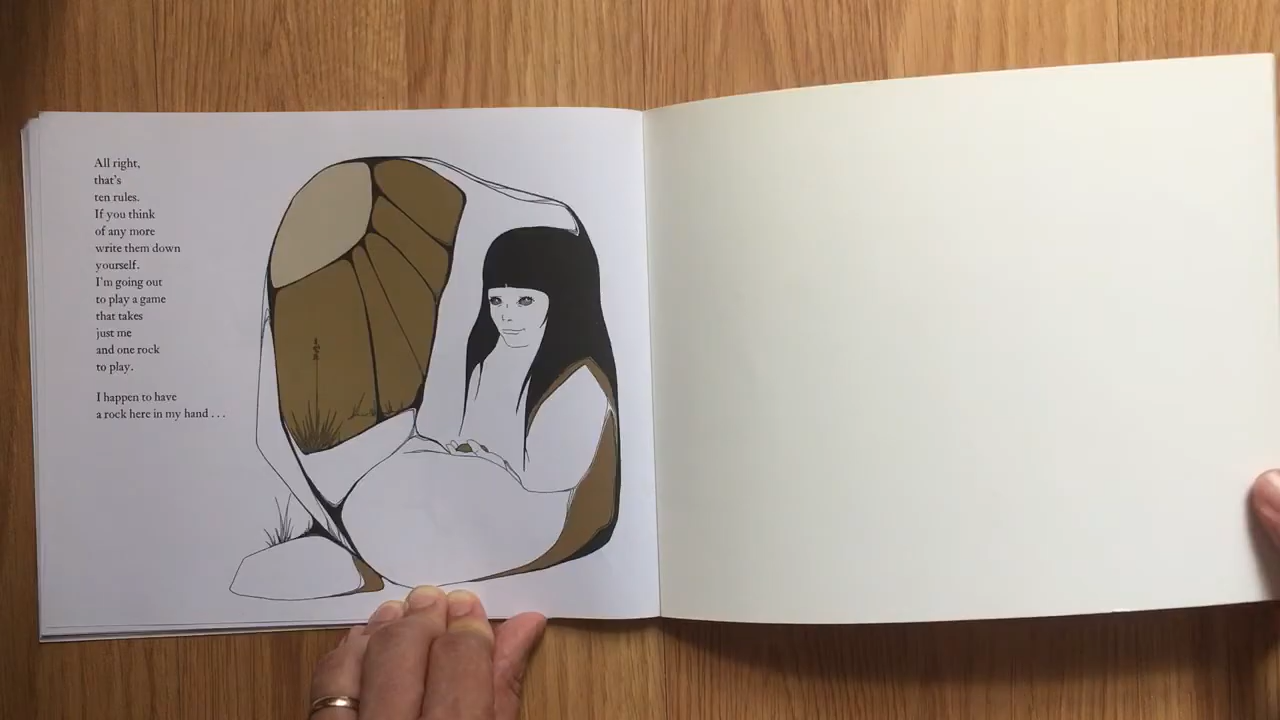 All right,
that's
ten rules.
If you think
of any more
write them down
yourself.
I'm going out
to play a game
that takes
just me
and one rock
to play.
I happen to have
a rock here in my hand . . .